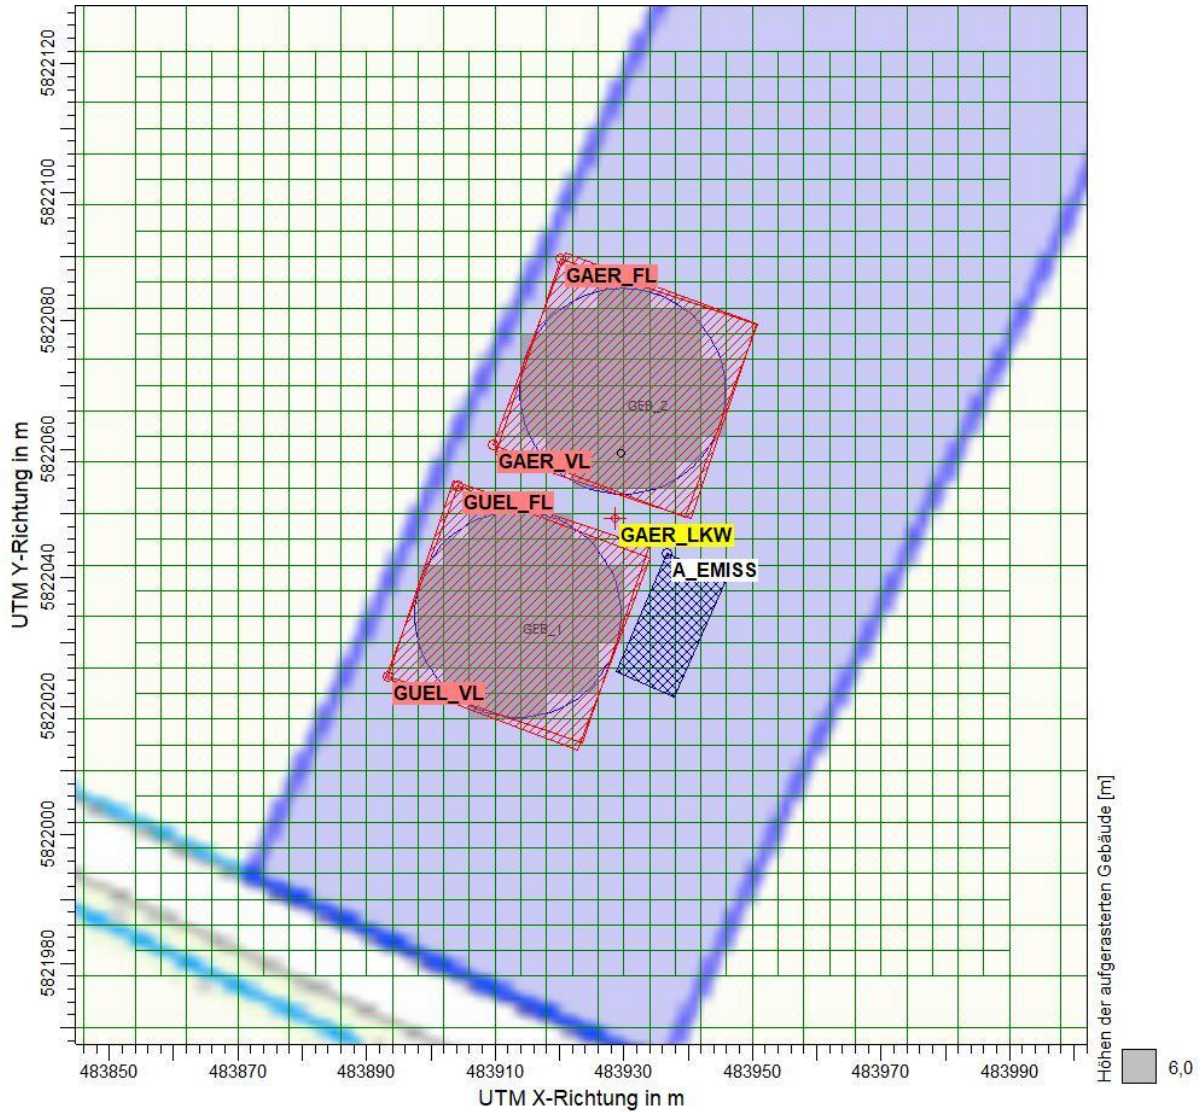 5822120
5822100
5822080
5822060
5822040
5822020
5822000
5821980
UTM Y-Richtung in m
GAER_FL
GEB_2
GAER_VL
GUEL_FL
GAER_LKW
A_EMISS
GEB_1
GUEL_VL
483850
483870
483890
483910
483930
483950
483970
483990
UTM X-Richtung in m
Höhen der aufgerasterten Gebäude [m]
6,0